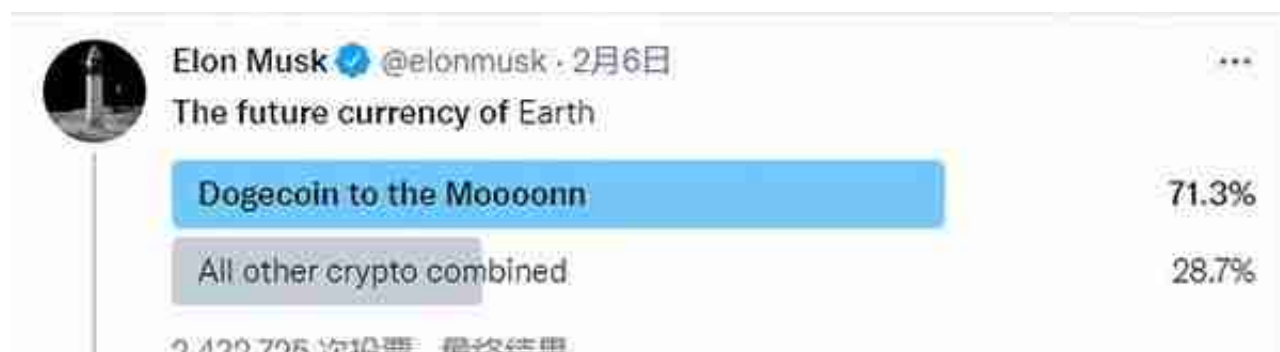 Elon Musk @elonmusk · 2月6日
The future currency of Earth
Dogecoin to the Moooonn
71.3%
All other crypto combined
28.7%